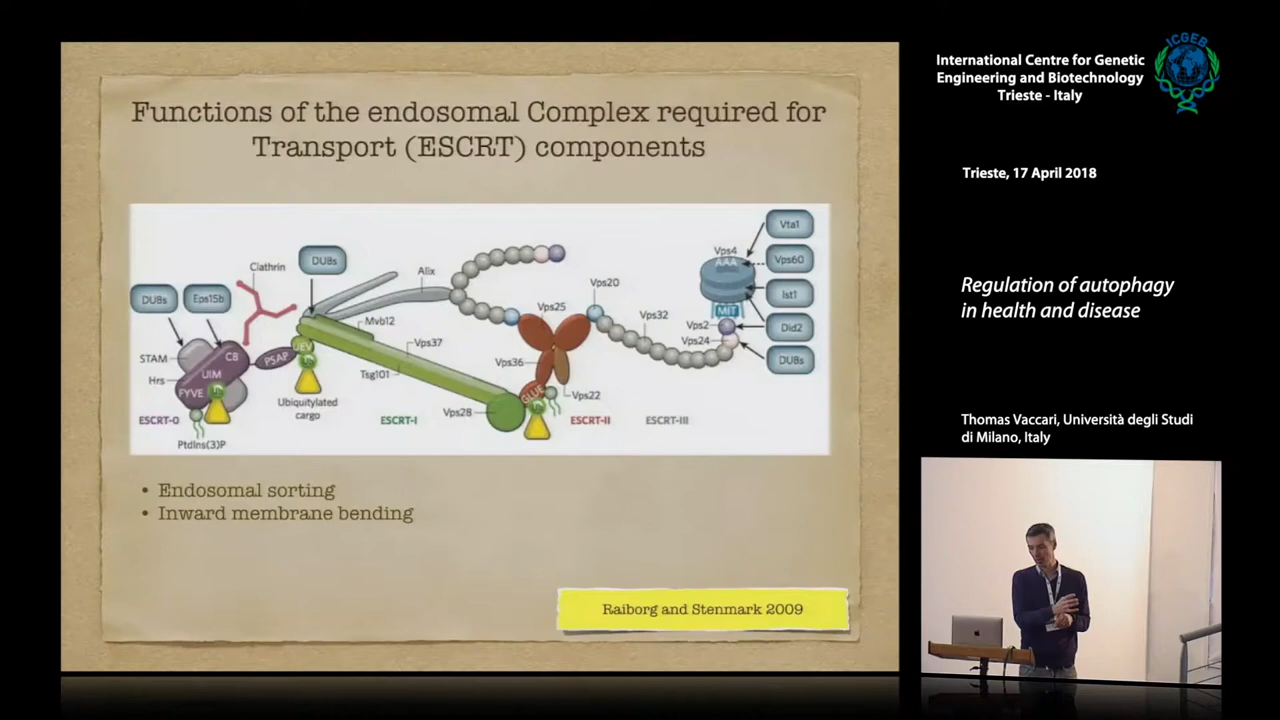 Functions of the endosomal Complex required for
Transport (ESCRT) components
DUBs
Eps15b
Clathrin
DUBs
Alix
STAM
Hrs
C8
UIM
FYVE
Ub
ESCRT-0
PtdIns(3)P
PSAP
UEV
Ub
Ubiquitylated
cargo
Mvb12
Vps37
Tsg101
ESCRT-I
Vps28
Vps25
Vps36
GLUE
Ub
Vps22
ESCRT-II
Vps20
Vps32
ESCRT-III
Vps4
AAA
MIT
Vps2
Vps24
Vta1
Vps60
Ist1
Did2
DUBs
• Endosomal sorting
• Inward membrane bending
Raiborg and Stenmark 2009
International Centre for Genetic
Engineering and Biotechnology
Trieste - Italy
ICGEB
Trieste, 17 April 2018
Regulation of autophagy
in health and disease
Thomas Vaccari, Università degli Studi
di Milano, Italy